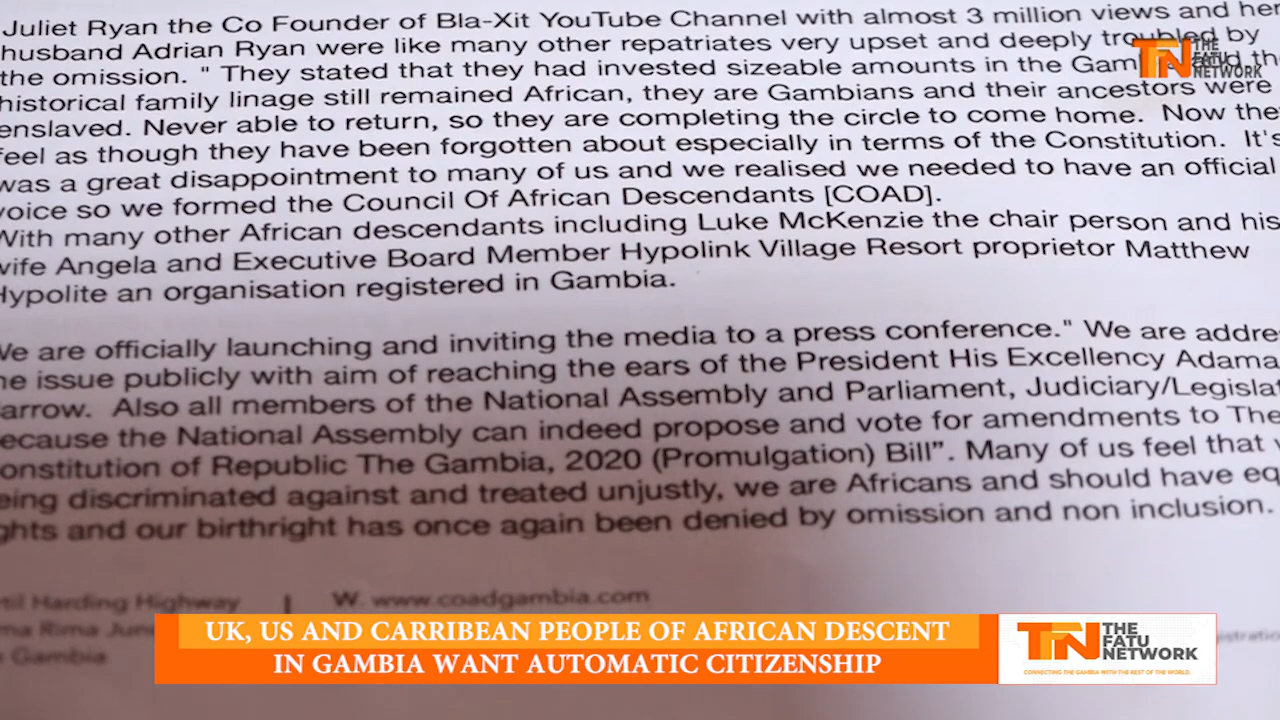 Juliet Ryan the Co Founder of Bla-Xit YouTube Channel with almost 3 million views and her
husband Adrian Ryan were like many other repatriates very upset and deeply troubled by
the omission. " They stated that they had invested sizeable amounts in the Gam
historical family linage still remained African, they are Gambians and their ancestors were
enslaved. Never able to return, so they are completing the circle to come home. Now the
feel as though they have been forgotten about especially in terms of the Constitution. It's
was a great disappointment to many of us and we realised we needed to have an official
voice so we formed the Council Of African Descendants [COAD].
With many other African descendants including Luke McKenzie the chair person and his
wife Angela and Executive Board Member Hypolink Village Resort proprietor Matthew
Hypolite an organisation registered in Gambia.
We are officially launching and inviting the media to a press conference." We are addre
he issue publicly with aim of reaching the ears of the President His Excellency Adama
arrow. Also all members of the National Assembly and Parliament, Judiciary/Legislat
ecause the National Assembly can indeed propose and vote for amendments to The
onstitution of Republic The Gambia, 2020 (Promulgation) Bill”. Many of us feel that
eing discriminated against and treated unjustly, we are Africans and should have eq
ghts and our birthright has once again been denied by omission and non inclusion.
rtil Harding Highway | W. www.coadgambia.com
ma Rima Junc
Gambia
TFN THE FATU NETWORK
UK, US AND CARRIBEAN PEOPLE OF AFRICAN DESCENT
IN GAMBIA WANT AUTOMATIC CITIZENSHIP
TFN THE FATU NETWORK
CONNECTING THE GAMBIA WITH THE REST OF THE WORLD.